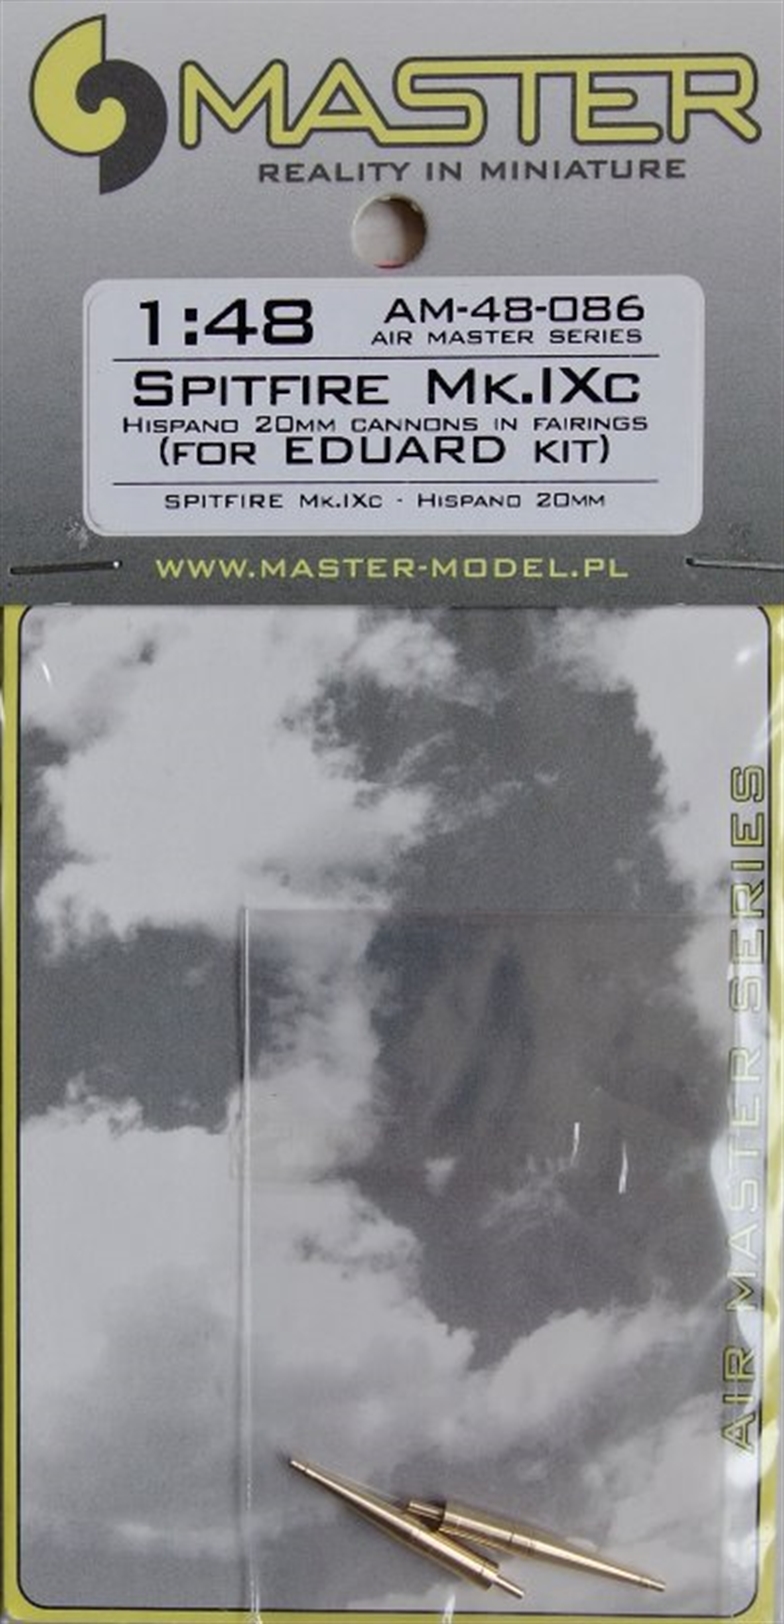 MASTER
REALITY IN MINIATURE
1:48
AM-48-086
AIR MASTER SERIES
SPITFIRE MK.IXC
HISPANO 20MM CANNONS IN FAIRINGS
(FOR EDUARD KIT)
SPITFIRE MK.IXC - HISPANO 20MM
WWW.MASTER-MODEL.PL
AIR MASTER SERIES